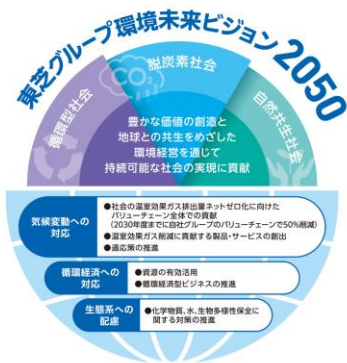 東芝グループ環境未来ビジョン2050
循環型社会
CO2
脱炭素社会
自然共生社会
豊かな価値の創造と
地球との共生をめざした
環境経営を通じて
持続可能な社会の実現に貢献
気候変動への
対応
●社会の温室効果ガス排出量ネットゼロ化に向けた
バリューチェーン全体での貢献
(2030年度までに自社グループのバリューチェーンで50%削減)
●温室効果ガス削減に貢献する製品・サービスの創出
●適応策の推進
循環経済への
対応
●資源の有効活用
●循環経済型ビジネスの推進
生態系への
配慮
●化学物質、水、生物多様性保全に
関する対策の推進